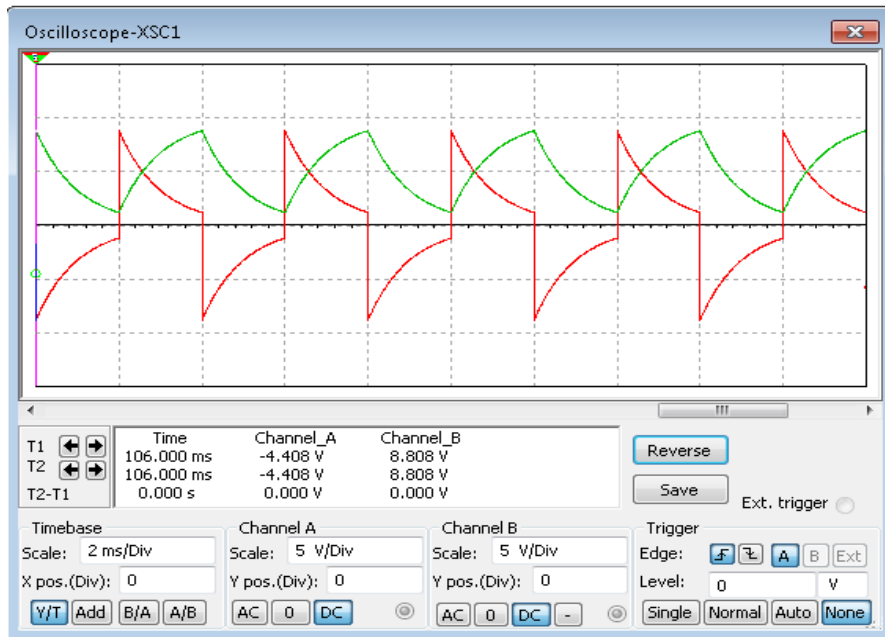 Oscilloscope-XSC1
Time Channel_A Channel_B
T1 106.000 ms -4.408 V 8.808 V
T2 106.000 ms -4.408 V 8.808 V
T2-T1 0.000 s 0.000 V 0.000 V
Reverse
Save
Ext. trigger
Timebase
Scale: 2 ms/Div
X pos.(Div): 0
Y/T Add B/A A/B
Channel A
Scale: 5 V/Div
Y pos.(Div): 0
AC 0 DC
Channel B
Scale: 5 V/Div
Y pos.(Div): 0
AC 0 DC -
Trigger
Edge: A B Ext
Level: 0 V
Single Normal Auto None